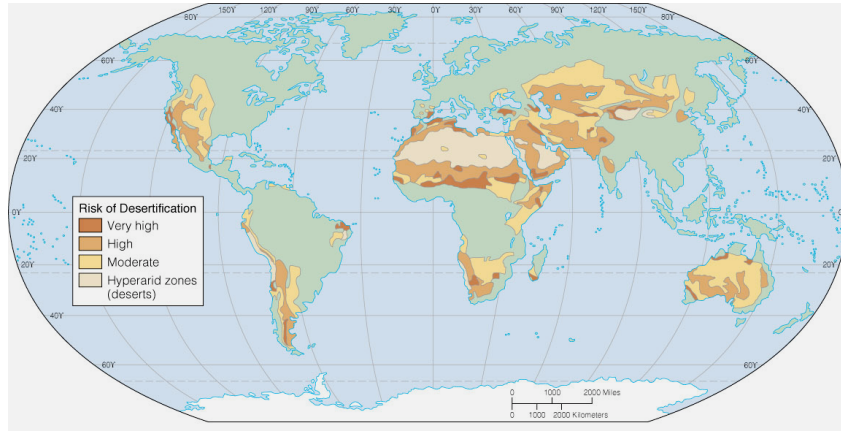 80Y 150Y 120Y 90Y 60Y 30Y 0Y 30Y 60Y 90Y 120Y 150Y 80Y
60Y 60Y
40Y 40Y
20Y 20Y
Risk of Desertification
Very high
High
Moderate
Hyperarid zones
(deserts)
0Y 0Y
20Y 20Y
40Y 40Y
60Y 60Y
0 1000 2000 Miles
0 1000 2000 Kilometers